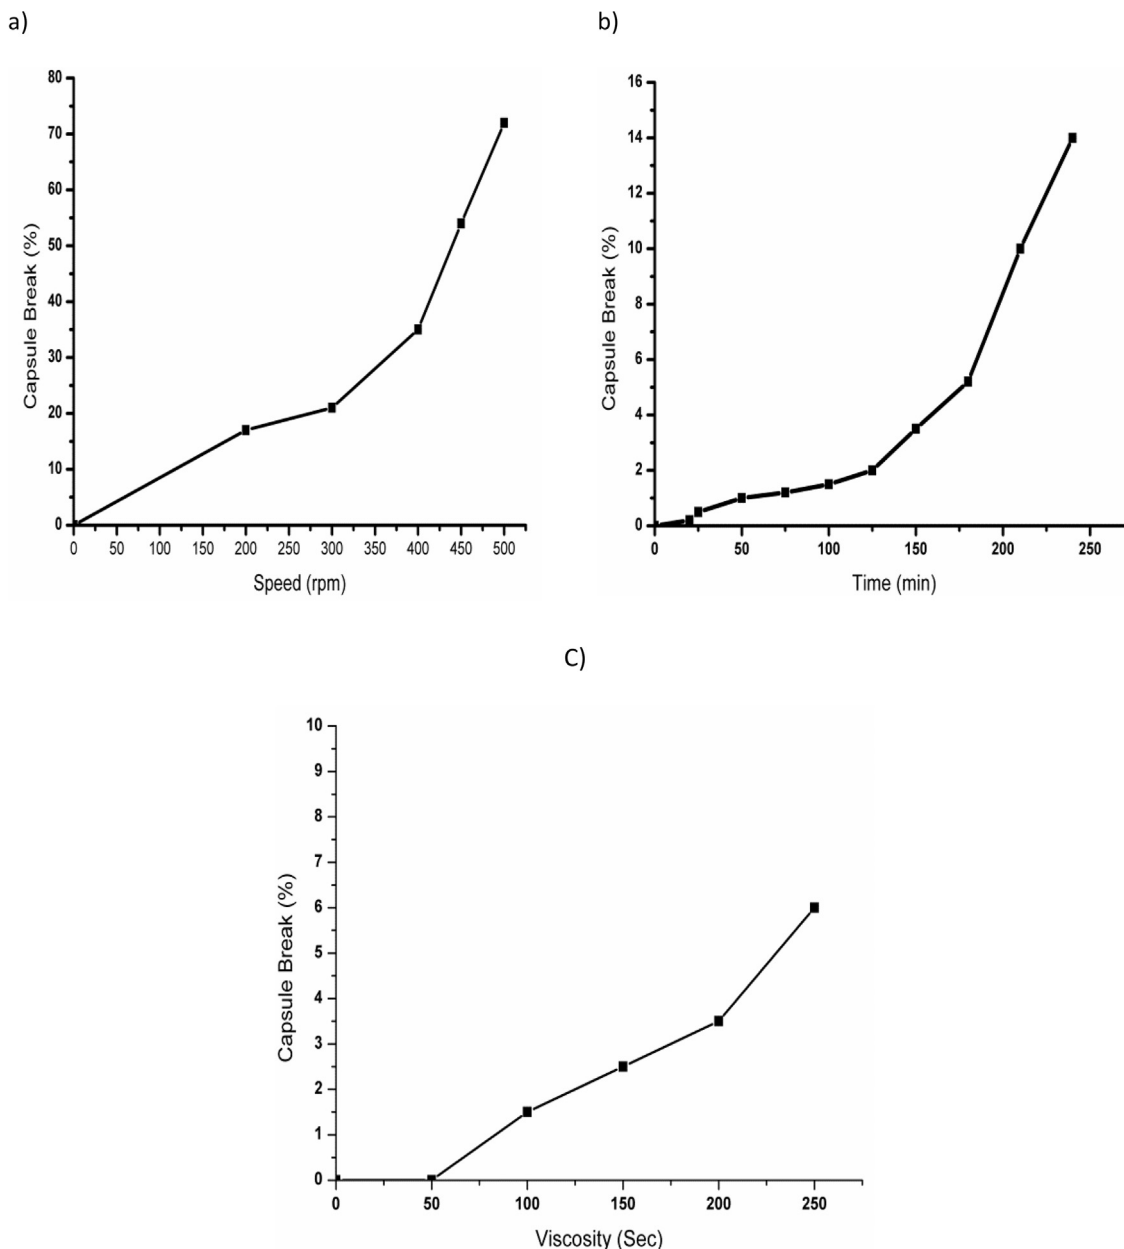 a)
80
70
60
50
40
30
20
10
0
Capsule Break (%)
0 50 100 150 200 250 300 350 400 450 500
Speed (rpm)
b)
16
14
12
10
8
6
4
2
0
Capsule Break (%)
0 50 100 150 200 250
Time (min)
C)
10
9
8
7
6
5
4
3
2
1
0
Capsule Break (%)
0 50 100 150 200 250
Viscosity (Sec)